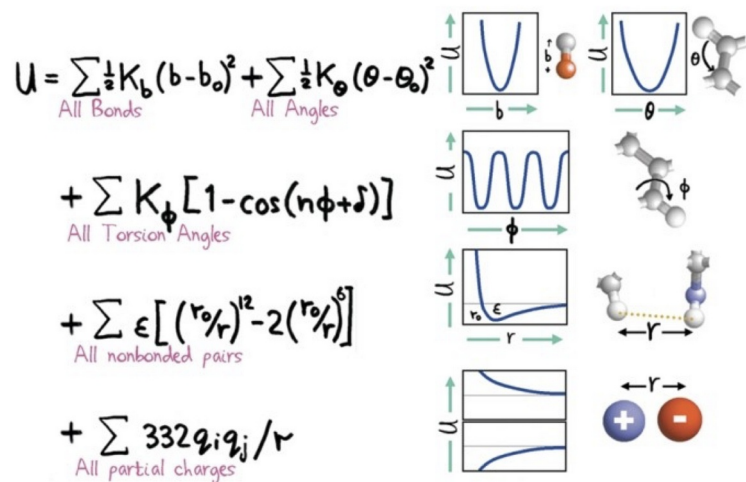 U = ∑½K_b(b-b₀)² + ∑½K_θ(θ-θ₀)²
All Bonds All Angles
+ ∑ K_ϕ[1-cos(nϕ+δ)]
All Torsion Angles
+ ∑ ε[(r₀/r)¹²-2(r₀/r)⁶]
All nonbonded pairs
+ ∑ 332qᵢqⱼ/r
All partial charges
U b b
U θ θ
U ϕ ϕ
U r₀ ε r r
U r + -